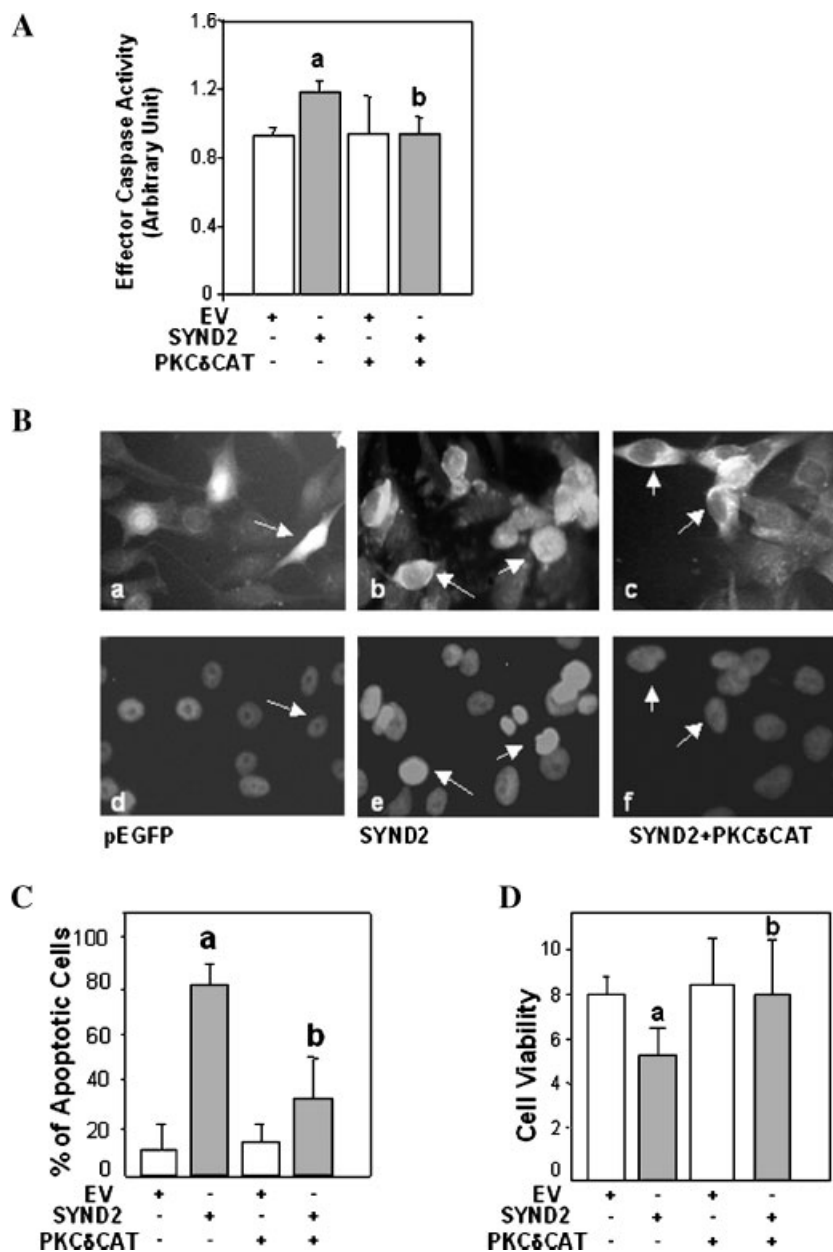 A
Effector Caspase Activity
(Arbitrary Unit)
1.6
1.2
0.8
0.4
0
a
b
EV + - + -
SYND2 - + - +
PKCδCAT - - + +
B
a
b
c
d
e
f
pEGFP
SYND2
SYND2+PKCδCAT
C
% of Apoptotic Cells
100
80
60
40
20
0
a
b
EV + - + -
SYND2 - + - +
PKCδCAT - - + +
D
Cell Viability
10
8
6
4
2
0
a
b
EV + - + -
SYND2 - + - +
PKCδCAT - - + +